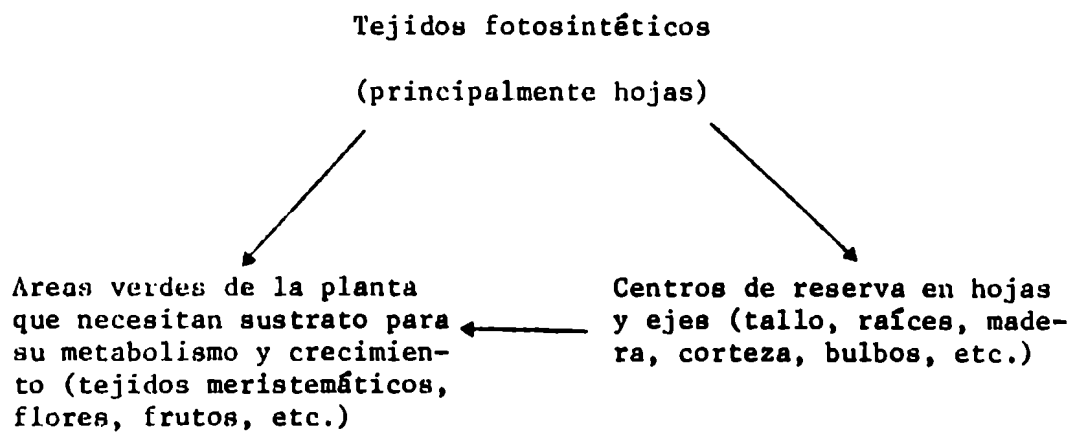 Tejidos fotosintéticos
(principalmente hojas)
Areas verdes de la planta
que necesitan sustrato para
su metabolismo y crecimien-
to (tejidos meristemáticos,
flores, frutos, etc.)
Centros de reserva en hojas
y ejes (tallo, raíces, made-
ra, corteza, bulbos, etc.)